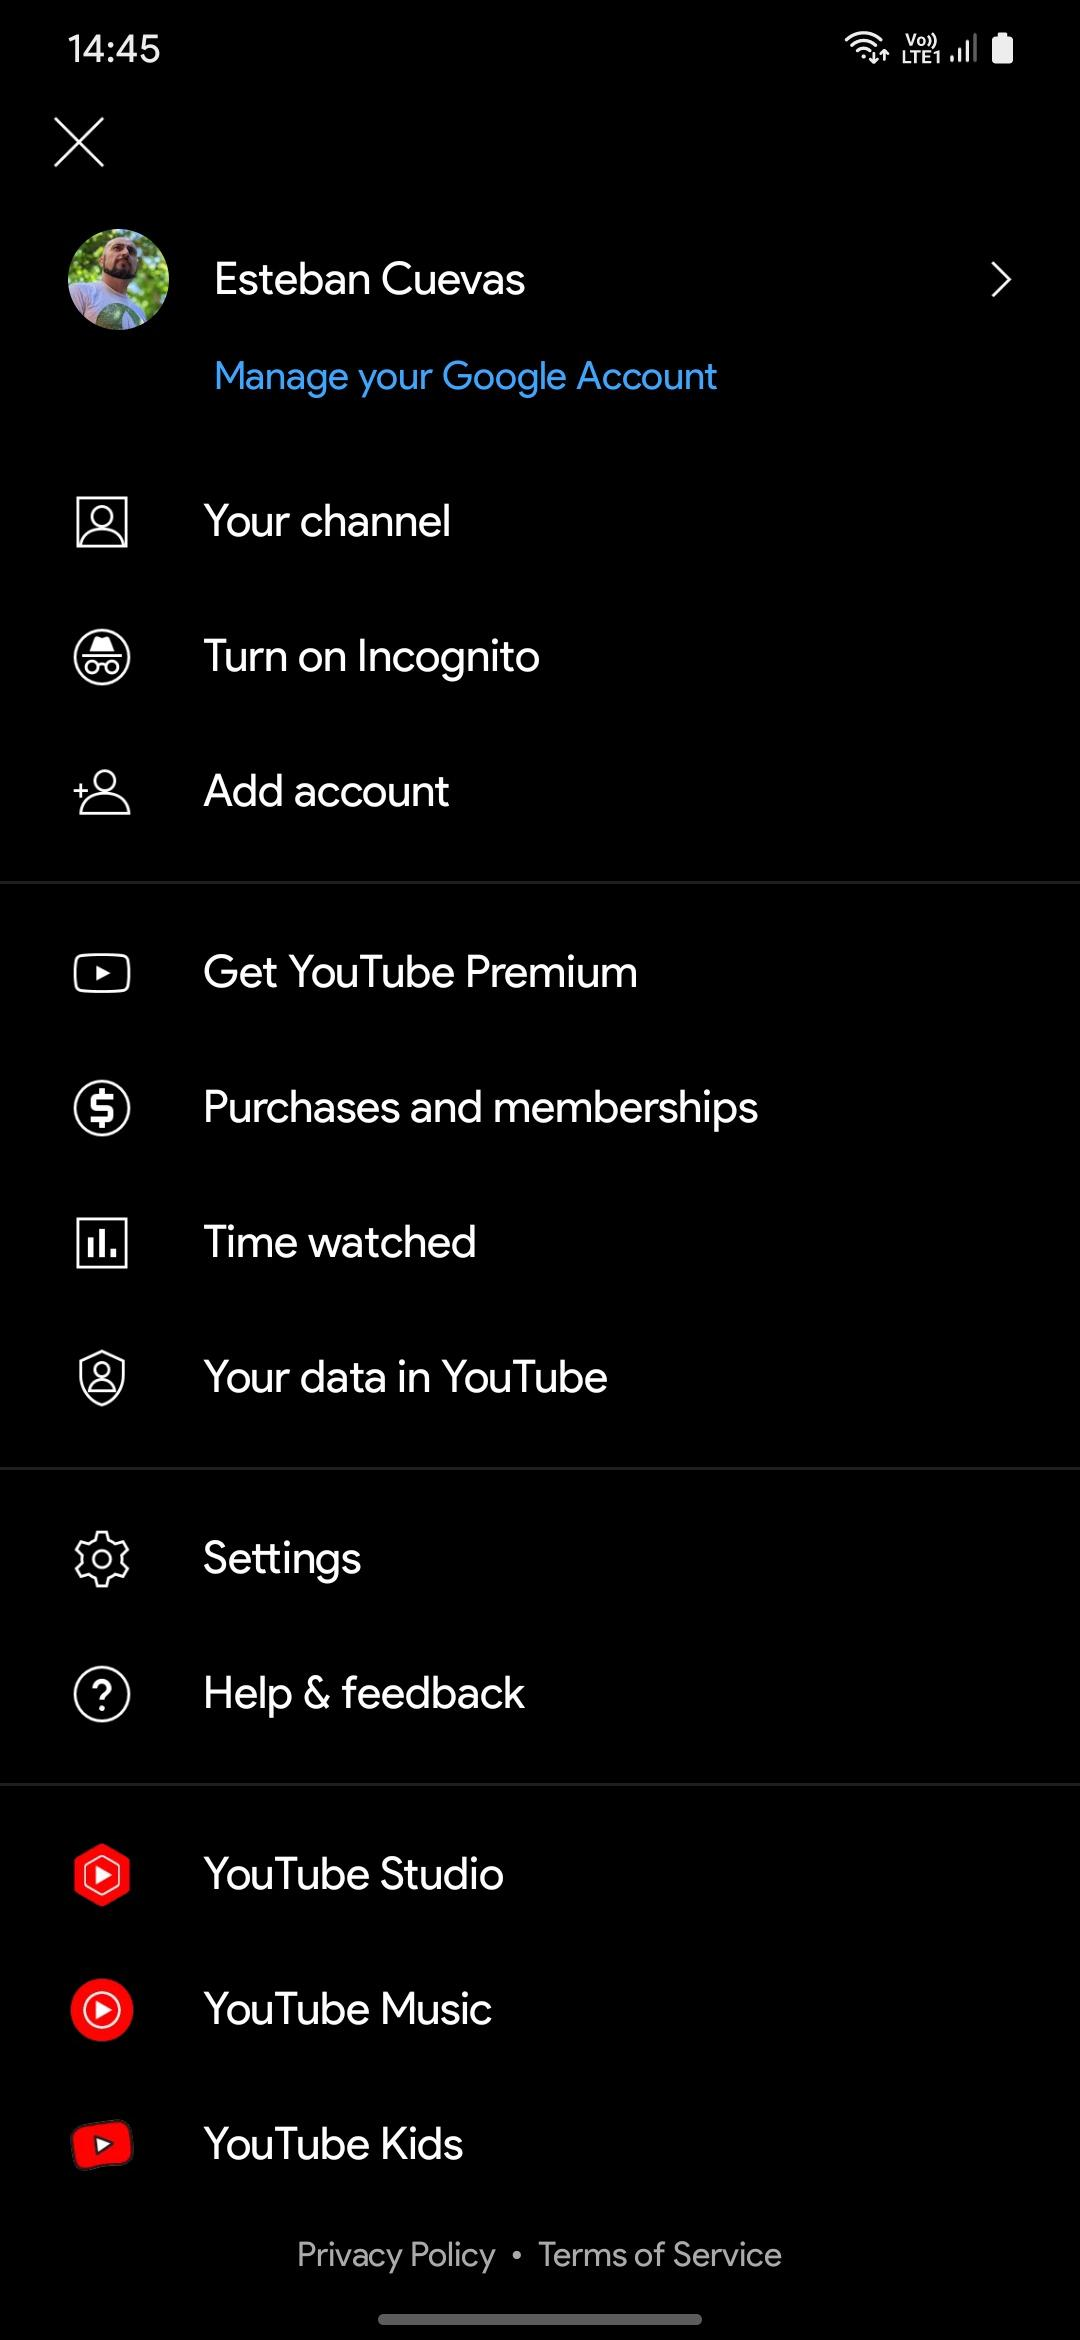 14:45
Vo))
LTE1
Esteban Cuevas
Manage your Google Account
Your channel
Turn on Incognito
Add account
Get YouTube Premium
Purchases and memberships
Time watched
Your data in YouTube
Settings
Help & feedback
YouTube Studio
YouTube Music
YouTube Kids
Privacy Policy • Terms of Service